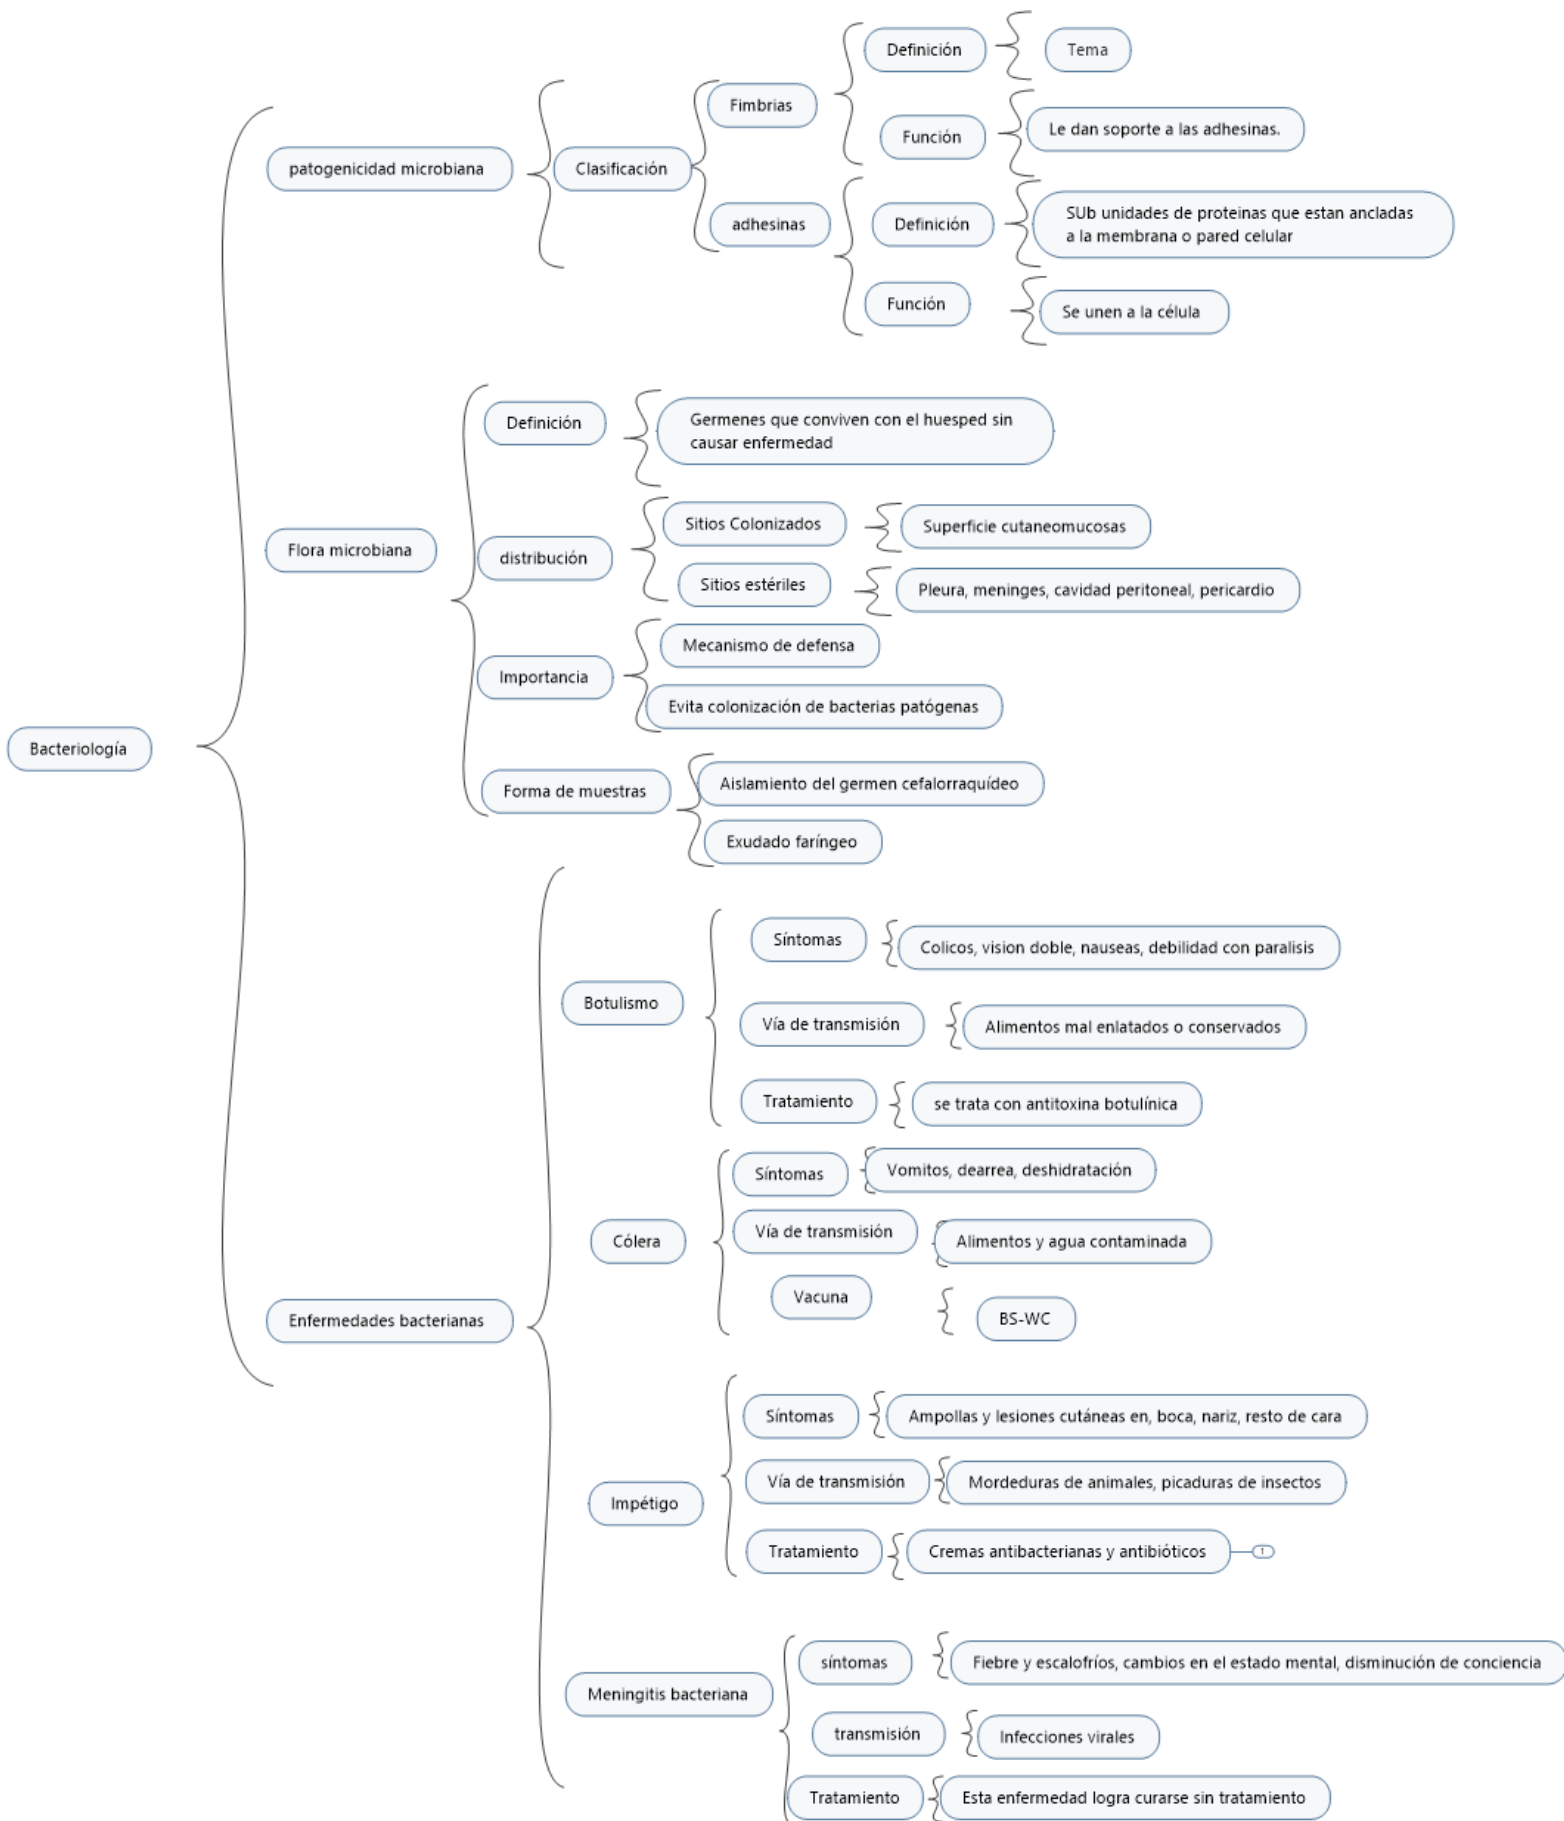 Bacteriología
patogenicidad microbiana
Clasificación
Fimbrias
Definición
Tema
Función
Le dan soporte a las adhesinas.
adhesinas
Definición
SUb unidades de proteinas que estan ancladas
a la membrana o pared celular
Función
Se unen a la célula
Flora microbiana
Definición
Germenes que conviven con el huesped sin
causar enfermedad
distribución
Sitios Colonizados
Superficie cutaneomucosas
Sitios estériles
Pleura, meninges, cavidad peritoneal, pericardio
Importancia
Mecanismo de defensa
Evita colonización de bacterias patógenas
Forma de muestras
Aislamiento del germen cefalorraquídeo
Exudado faríngeo
Enfermedades bacterianas
Botulismo
Síntomas
Colicos, vision doble, nauseas, debilidad con paralisis
Vía de transmisión
Alimentos mal enlatados o conservados
Tratamiento
se trata con antitoxina botulínica
Cólera
Síntomas
Vomitos, dearrea, deshidratación
Vía de transmisión
Alimentos y agua contaminada
Vacuna
BS-WC
Impétigo
Síntomas
Ampollas y lesiones cutáneas en, boca, nariz, resto de cara
Vía de transmisión
Mordeduras de animales, picaduras de insectos
Tratamiento
Cremas antibacterianas y antibióticos
1
Meningitis bacteriana
síntomas
Fiebre y escalofríos, cambios en el estado mental, disminución de conciencia
transmisión
Infecciones virales
Tratamiento
Esta enfermedad logra curarse sin tratamiento